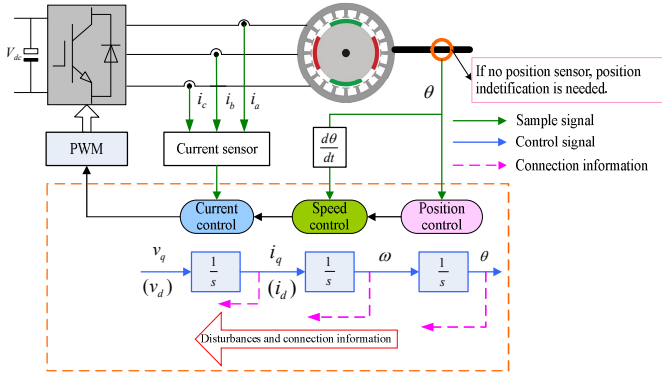 V_dc
i_c
i_b
i_a
θ
If no position sensor, position
indetification is needed.
Sample signal
Control signal
Connection information
PWM
Current sensor
dθ
dt
Current
control
Speed
control
Position
control
v_q
(v_d)
1
s
i_q
(i_d)
1
s
ω
1
s
θ
Disturbances and connection information